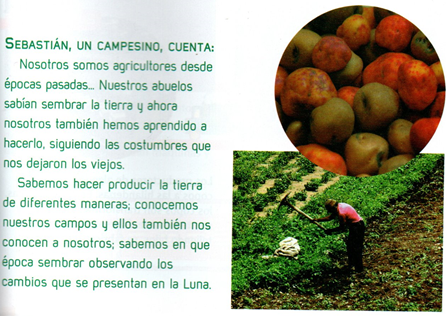 SEBASTIÁN, UN CAMPESINO, CUENTA:
Nosotros somos agricultores desde
épocas pasadas... Nuestros abuelos
sabían sembrar la tierra y ahora
nosotros también hemos aprendido a
hacerlo, siguiendo las costumbres que
nos dejaron los viejos.
Sabemos hacer producir la tierra
de diferentes maneras; conocemos
nuestros campos y ellos también nos
conocen a nosotros; sabemos en que
época sembrar observando los
cambios que se presentan en la Luna.